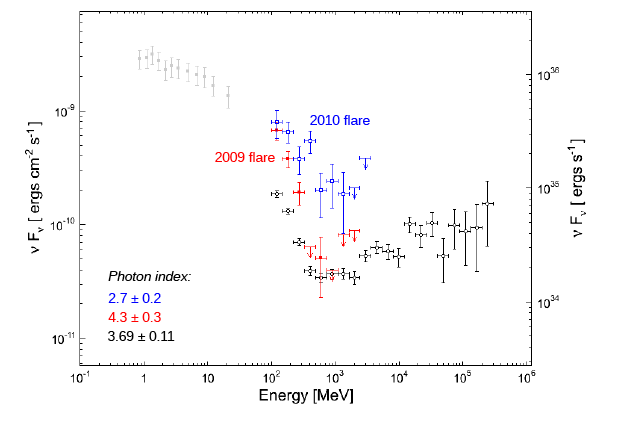 10⁻⁹
10⁻¹⁰
10⁻¹¹
ν Fᵥ [ ergs cm⁻² s⁻¹ ]
10³⁶
10³⁵
10³⁴
ν Fᵥ [ ergs s⁻¹ ]
2010 flare
2009 flare
Photon index:
2.7 ± 0.2
4.3 ± 0.3
3.69 ± 0.11
10⁻¹ 1 10 10² 10³ 10⁴ 10⁵ 10⁶
Energy [MeV]